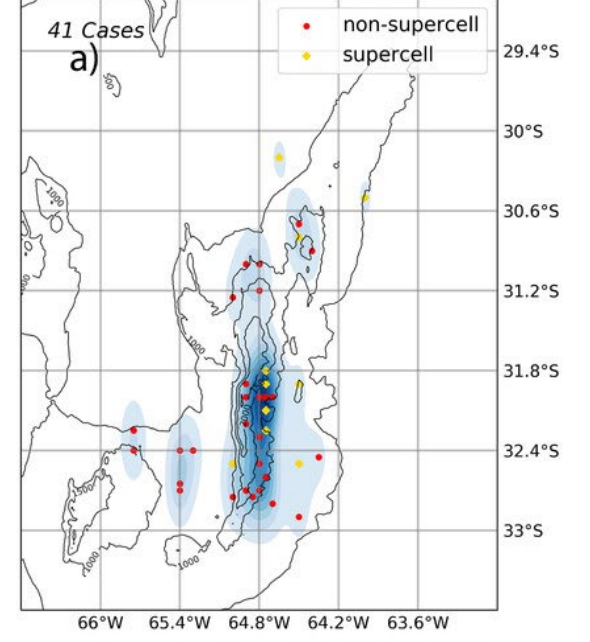 41 Cases
a)
non-supercell
supercell
29.4°S
30°S
30.6°S
31.2°S
31.8°S
32.4°S
33°S
500
1000
1000
1500
1000
1000
66°W
65.4°W
64.8°W
64.2°W
63.6°W